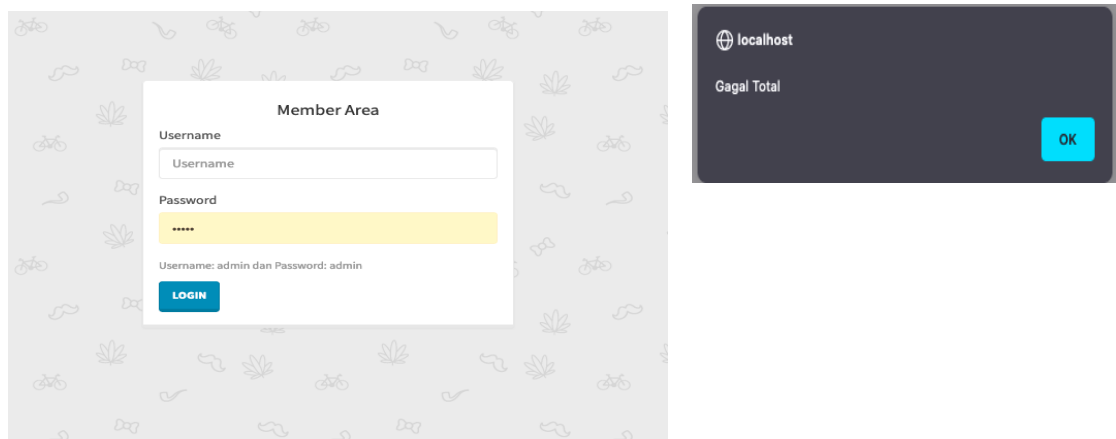 Member Area
Username
Username
Password
•••••
Username: admin dan Password: admin
LOGIN
localhost
Gagal Total
OK